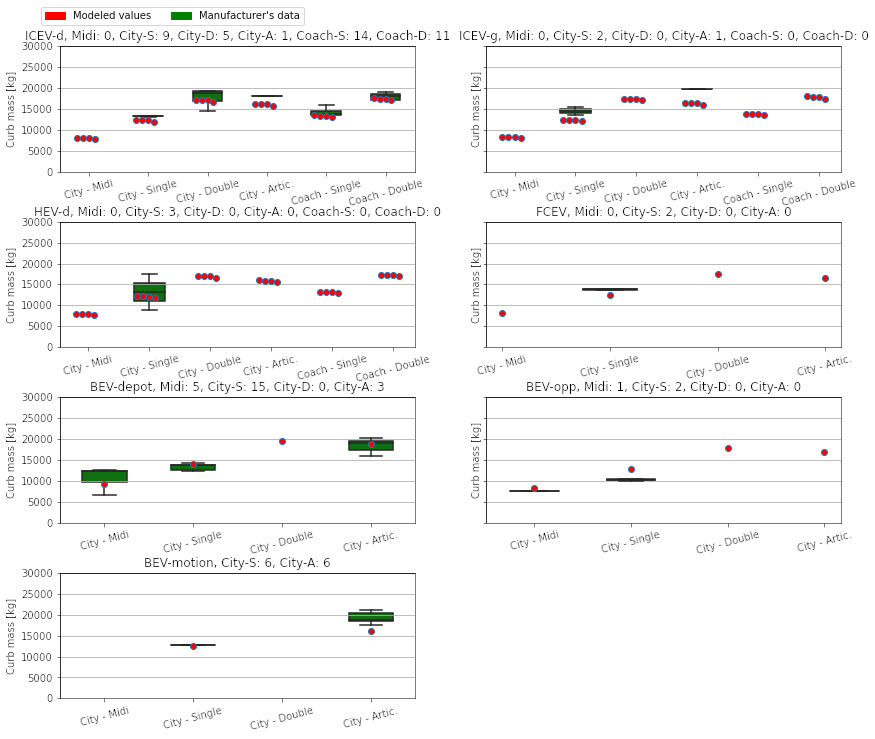 Modeled values
Manufacturer's data
ICEV-d, Midi: 0, City-S: 9, City-D: 5, City-A: 1, Coach-S: 14, Coach-D: 11
Curb mass [kg]
30000
25000
20000
15000
10000
5000
0
City - Midi
City - Single
City - Double
City - Artic.
Coach - Single
Coach - Double
ICEV-g, Midi: 0, City-S: 2, City-D: 0, City-A: 1, Coach-S: 0, Coach-D: 0
Curb mass [kg]
City - Midi
City - Single
City - Double
City - Artic.
Coach - Single
Coach - Double
HEV-d, Midi: 0, City-S: 3, City-D: 0, City-A: 0, Coach-S: 0, Coach-D: 0
Curb mass [kg]
30000
25000
20000
15000
10000
5000
0
City - Midi
City - Single
City - Double
City - Artic.
Coach - Single
Coach - Double
FCEV, Midi: 0, City-S: 2, City-D: 0, City-A: 0
Curb mass [kg]
City - Midi
City - Single
City - Double
City - Artic.
BEV-depot, Midi: 5, City-S: 15, City-D: 0, City-A: 3
Curb mass [kg]
30000
25000
20000
15000
10000
5000
0
City - Midi
City - Single
City - Double
City - Artic.
BEV-opp, Midi: 1, City-S: 2, City-D: 0, City-A: 0
Curb mass [kg]
City - Midi
City - Single
City - Double
City - Artic.
BEV-motion, City-S: 6, City-A: 6
Curb mass [kg]
30000
25000
20000
15000
10000
5000
0
City - Midi
City - Single
City - Double
City - Artic.